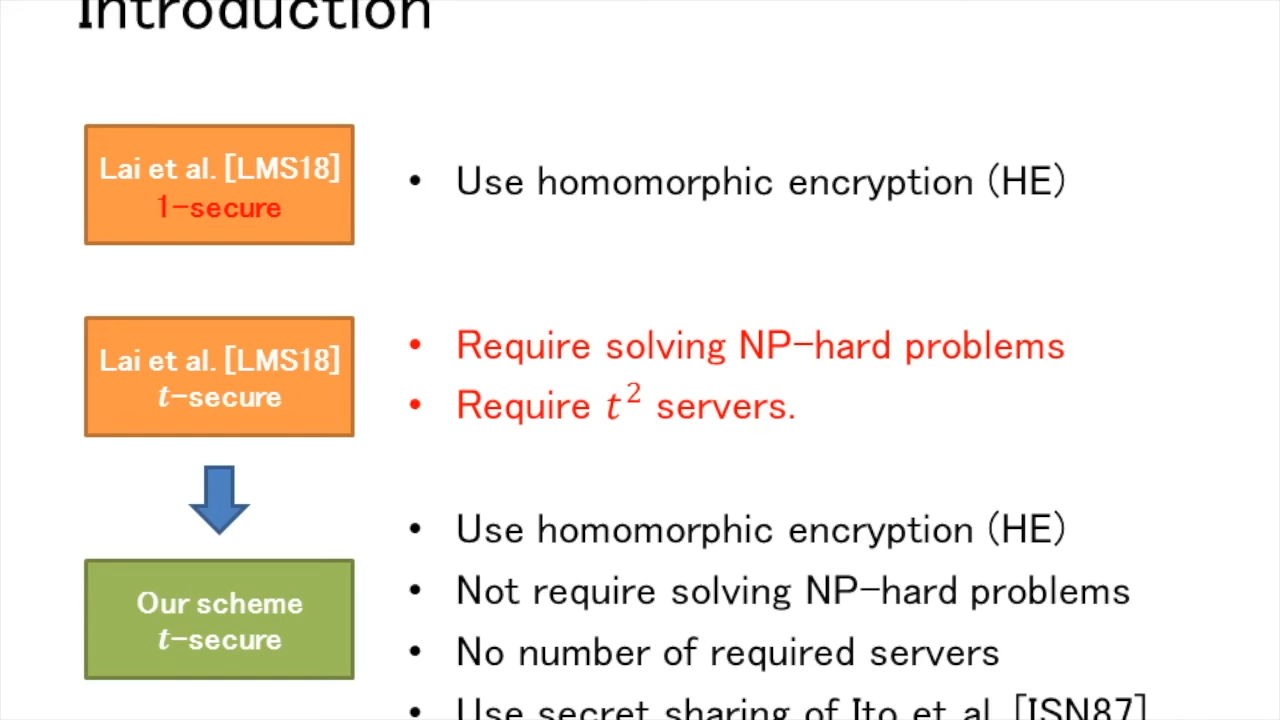 Introduction
Lai et al. [LMS18]
1-secure
• Use homomorphic encryption (HE)
Lai et al. [LMS18]
t-secure
• Require solving NP-hard problems
• Require t² servers.
Our scheme
t-secure
• Use homomorphic encryption (HE)
• Not require solving NP-hard problems
• No number of required servers
• Use secret sharing of Ito et al. [ISN87]